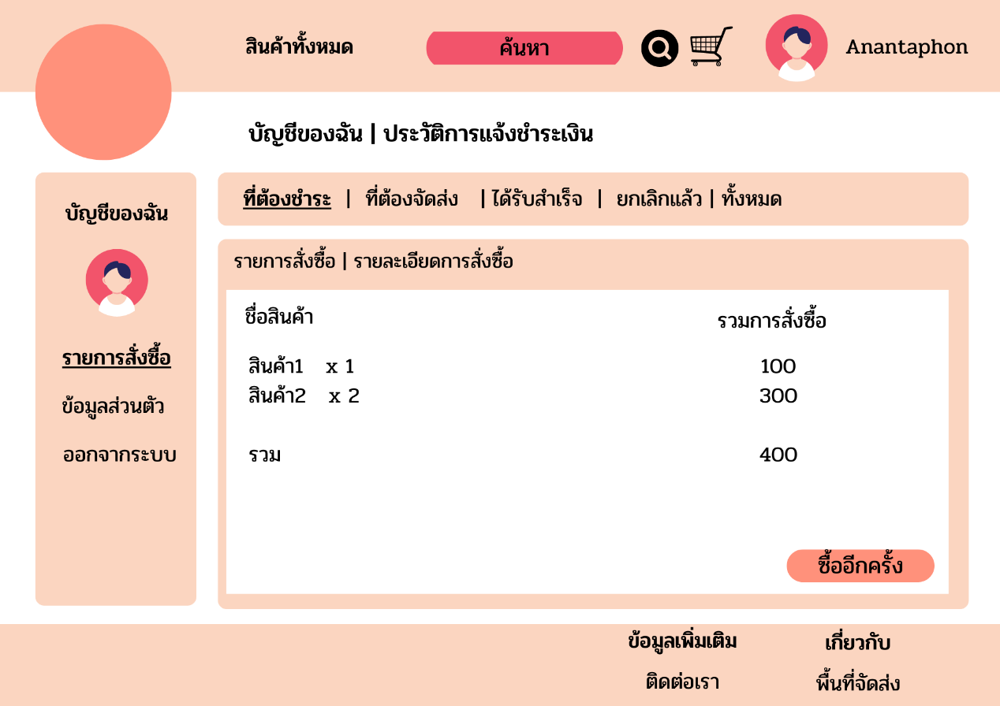 สินค้าทั้งหมด ค้นหา Anantaphon
บัญชีของฉัน | ประวัติการแจ้งชำระเงิน
บัญชีของฉัน
รายการสั่งซื้อ
ข้อมูลส่วนตัว
ออกจากระบบ
ที่ต้องชำระ | ที่ต้องจัดส่ง | ได้รับสำเร็จ | ยกเลิกแล้ว | ทั้งหมด
รายการสั่งซื้อ | รายละเอียดการสั่งซื้อ
ชื่อสินค้า รวมการสั่งซื้อ
สินค้า1 x 1 100
สินค้า2 x 2 300
รวม 400
ซื้ออีกครั้ง
ข้อมูลเพิ่มเติม เกี่ยวกับ
ติดต่อเรา พื้นที่จัดส่ง